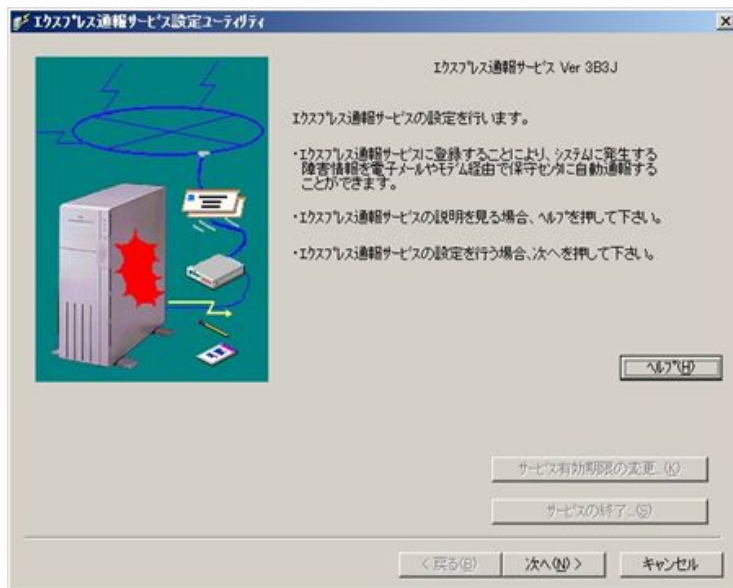 エクスプレス通報サービス設定ユーティリティ
エクスプレス通報サービス Ver 3B3J
エクスプレス通報サービスの設定を行います。
・エクスプレス通報サービスに登録することにより、システムに発生する
障害情報を電子メールやモデム経由で保守センタに自動通報する
ことができます。
・エクスプレス通報サービスの説明を見る場合、ヘルプを押して下さい。
・エクスプレス通報サービスの設定を行う場合、次へを押して下さい。
ヘルプ(H)
サービス有効期限の変更...(K)
サービスの終了...(S)
< 戻る(B)
次へ(N) >
キャンセル